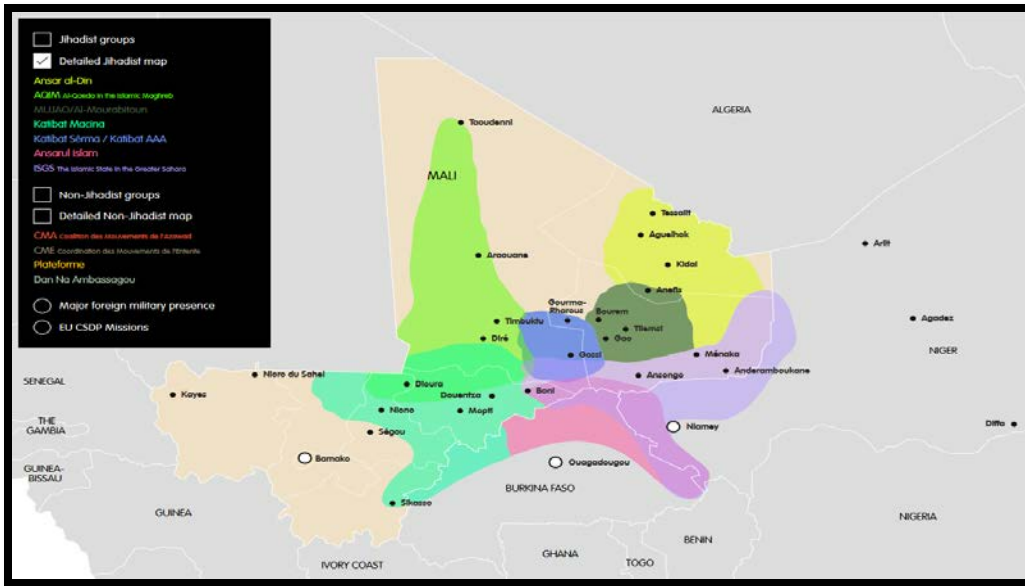 Jihadist groups
Detailed Jihadist map
Ansar al-Din
AQIM Al-Qaeda in the Islamic Maghreb
MUJAO/Al-Mourabitoun
Katibat Macina
Katibat Serma / Katibat AAA
Ansarul Islam
ISGS The Islamic State in the Greater Sahara
Non-Jihadist groups
Detailed Non-Jihadist map
CMA Coalition des Mouvements de l'Azawad
CME Coordination des Mouvements de l'Entente
Plateforme
Dan Na Ambassagou
Major foreign military presence
EU CSDP Missions
Taoudenni
ALGERIA
MALI
Tessalit
Aguelhok
Arlit
Araouane
Kidal
Anefis
Gourma-
Rharous
Bourem
Agadez
Timbuktu
Tilemsi
Diré
Gao
NIGER
Gossi
Ménaka
Nioro du Sahel
Anderamboukane
Ansongo
SENEGAL
Dioura
Kayes
Douentza
Boni
THE
GAMBIA
Niono
Mopti
Diffa
Niamey
Ségou
Bamako
Ouagadougou
GUINEA-
BISSAU
BURKINA FASO
Sikasso
GUINEA
NIGERIA
BENIN
GHANA
IVORY COAST
TOGO